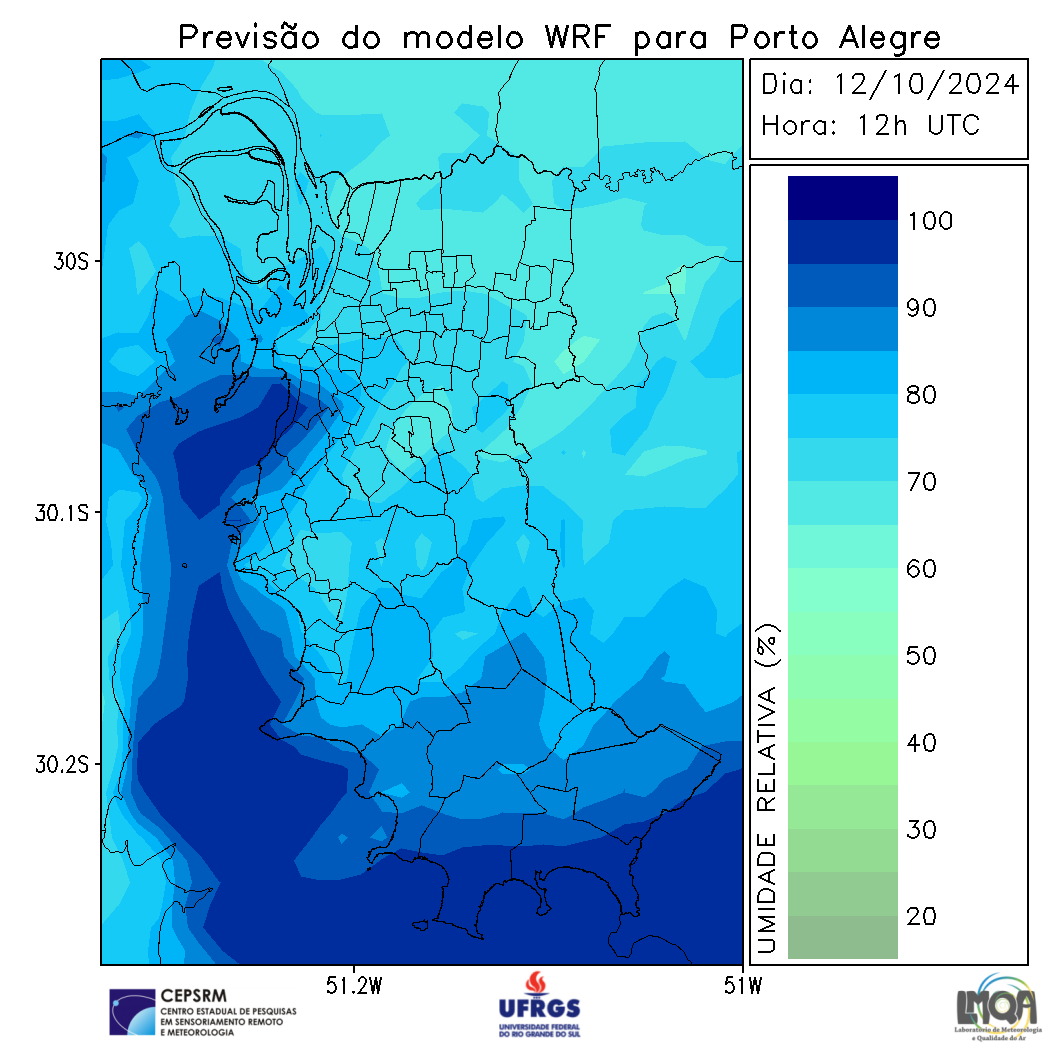 Previsão do modelo WRF para Porto Alegre
Dia: 12/10/2024
Hora: 12h UTC
100
90
80
70
60
50
40
30
20
UMIDADE RELATIVA (%)
30S
30.1S
30.2S
51.2W
51W
CEPSRM
CENTRO ESTADUAL DE PESQUISAS
EM SENSORIAMENTO REMOTO
E METEOROLOGIA
UFRGS
UNIVERSIDADE FEDERAL
DO RIO GRANDE DO SUL
LMQA
Laboratório de Meteorologia
e Qualidade do Ar